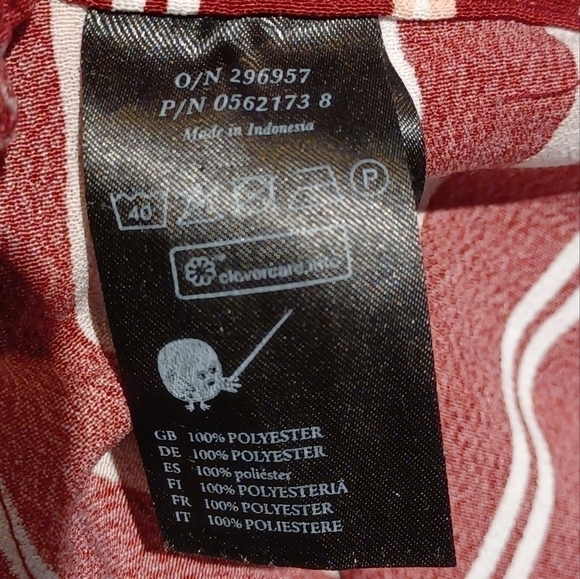 O/N 296957
P/N 0562173 8
Made in Indonesia
40 P
clevercare.info
GB 100% POLYESTER
DE 100% POLYESTER
ES 100% poliéster
FI 100% POLYESTERIÄ
FR 100% POLYESTER
IT 100% POLIESTERE